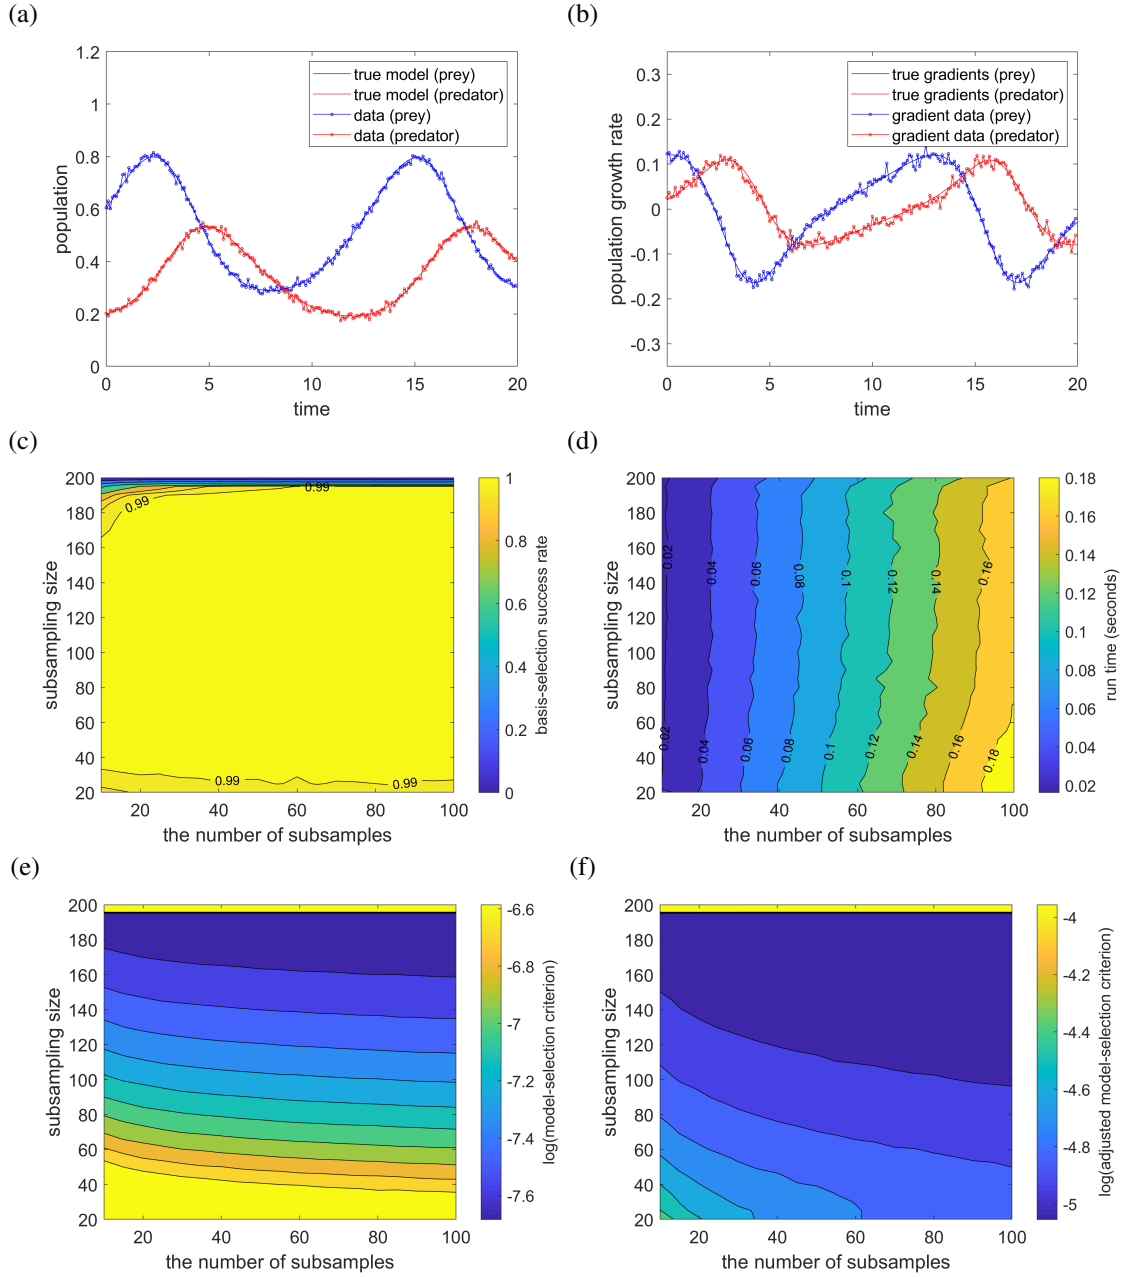 (a)
1.2
1
0.8
0.6
0.4
0.2
0
population
true model (prey)
true model (predator)
data (prey)
data (predator)
0 5 10 15 20
time
(b)
0.3
0.2
0.1
0
-0.1
-0.2
-0.3
population growth rate
true gradients (prey)
true gradients (predator)
gradient data (prey)
gradient data (predator)
0 5 10 15 20
time
(c)
200
180
160
140
120
100
80
60
40
20
subsampling size
0.99
0.99
0.99
0.99
20 40 60 80 100
the number of subsamples
1
0.8
0.6
0.4
0.2
0
basis-selection success rate
(d)
200
180
160
140
120
100
80
60
40
20
subsampling size
0.02
0.04
0.06
0.08
0.1
0.12
0.14
0.16
0.02
0.04
0.06
0.08
0.1
0.12
0.14
0.16
0.18
20 40 60 80 100
the number of subsamples
0.18
0.16
0.14
0.12
0.1
0.08
0.06
0.04
0.02
run time (seconds)
(e)
200
180
160
140
120
100
80
60
40
20
subsampling size
20 40 60 80 100
the number of subsamples
-6.6
-6.8
-7
-7.2
-7.4
-7.6
log(model-selection criterion)
(f)
200
180
160
140
120
100
80
60
40
20
subsampling size
20 40 60 80 100
the number of subsamples
-4
-4.2
-4.4
-4.6
-4.8
-5
log(adjusted model-selection criterion)